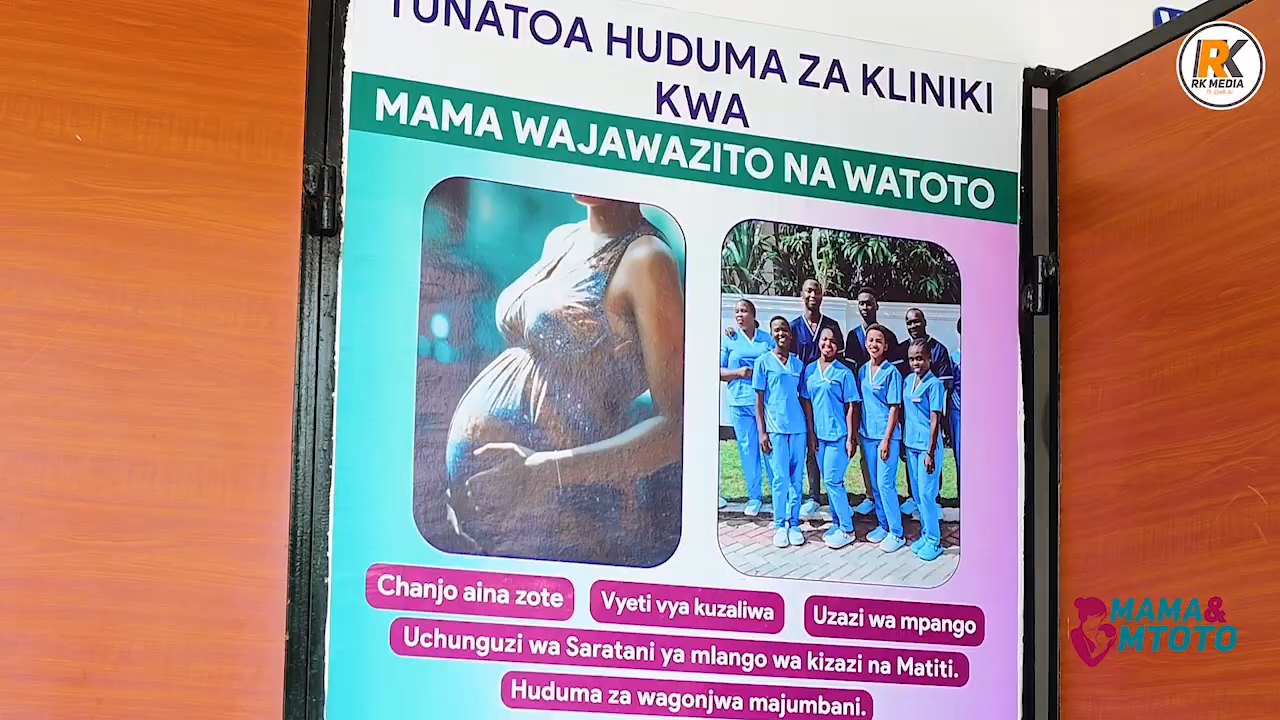 TUNATOA HUDUMA ZA KLINIKI
KWA
MAMA WAJAWAZITO NA WATOTO
Chanjo aina zote
Vyeti vya kuzaliwa
Uzazi wa mpango
Uchunguzi wa Saratani ya mlango wa kizazi na Matiti.
Huduma za wagonjwa majumbani.
RK
RK MEDIA
MAMA&
MTOTO